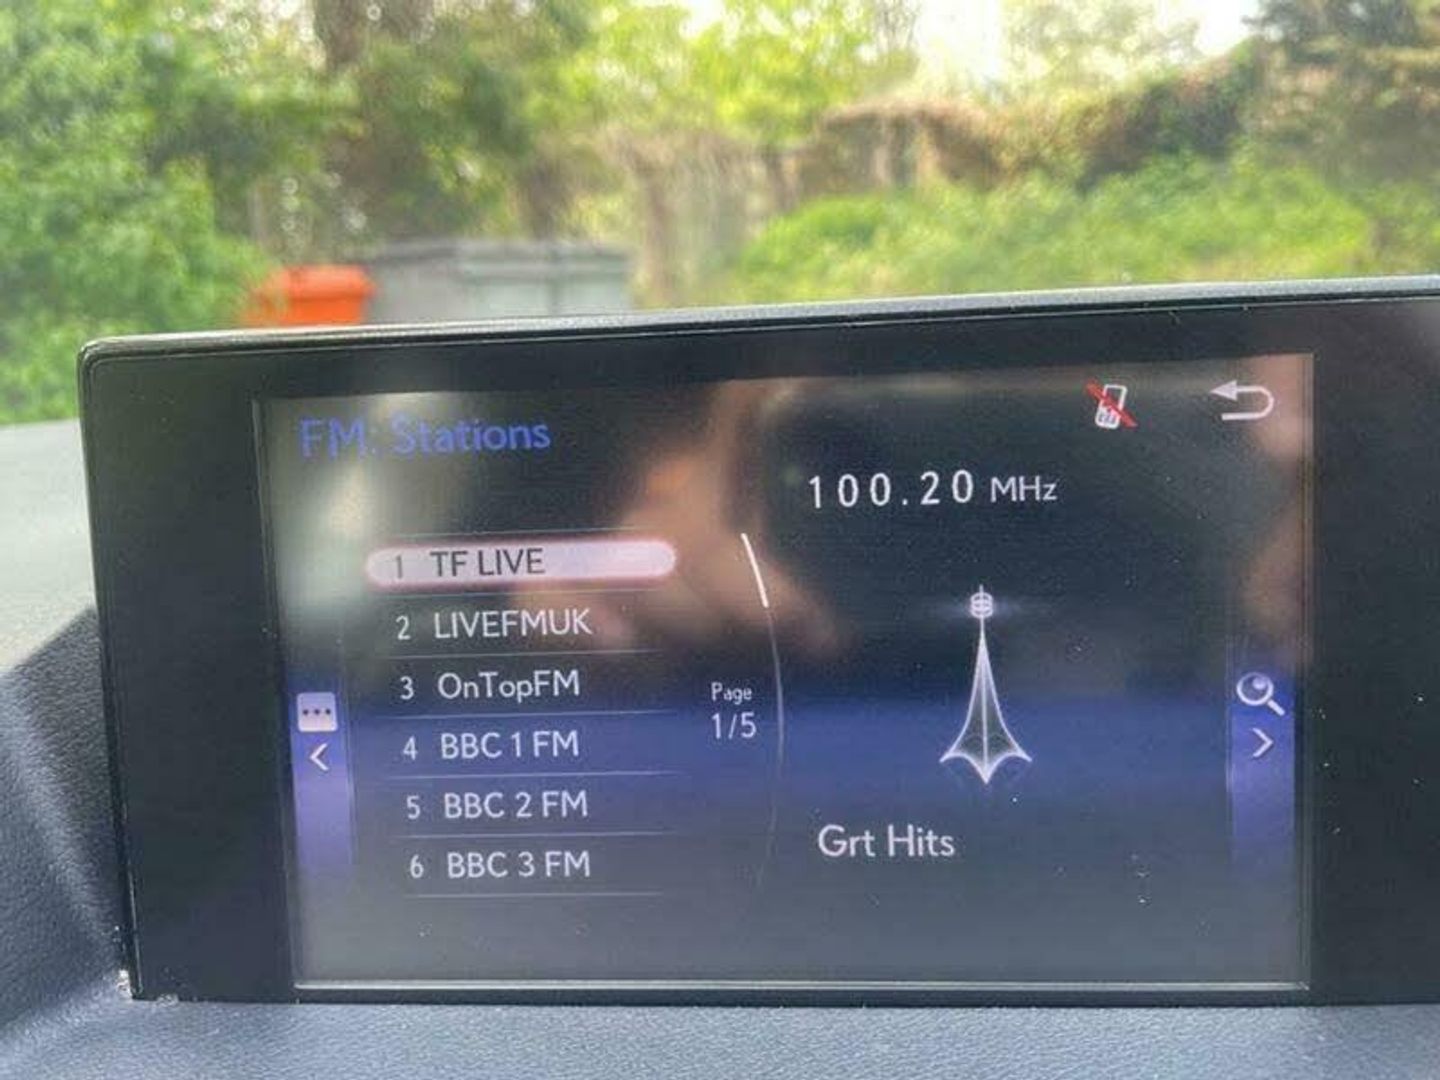 FM: Stations
100.20 MHz
1 TF LIVE
2 LIVEFMUK
3 OnTopFM
4 BBC 1 FM
5 BBC 2 FM
6 BBC 3 FM
Page
1/5
Grt Hits